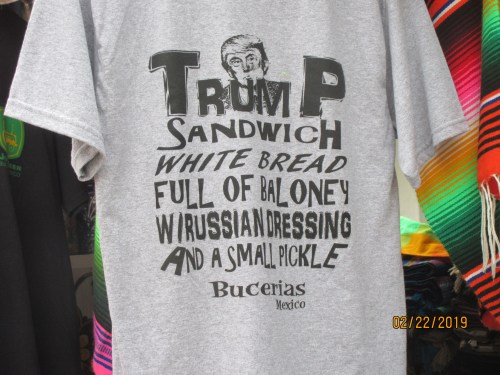 TRUMP
SANDWICH
WHITE BREAD
FULL OF BALONEY
W/RUSSIAN DRESSING
AND A SMALL PICKLE
Bucerias
Mexico
02/22/2019